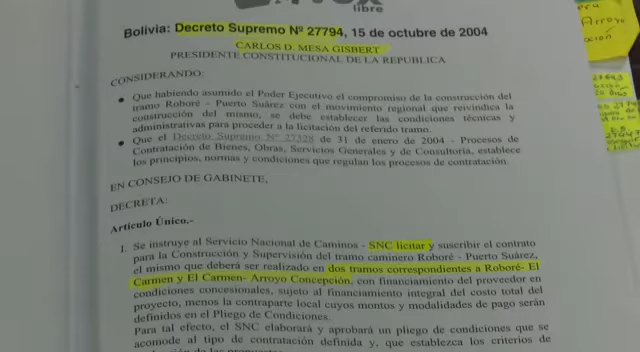 libre
Bolivia: Decreto Supremo Nº 27794, 15 de octubre de 2004
CARLOS D. MESA GISBERT
PRESIDENTE CONSTITUCIONAL DE LA REPUBLICA
CONSIDERANDO:
Que habiendo asumido el Poder Ejecutivo el compromiso de la construcción del
tramo Roboré - Puerto Suárez con el movimiento regional que reivindica la
construcción del mismo, se debe establecer las condiciones técnicas y
administrativas para proceder a la licitación del referido tramo.
Que el Decreto Supremo Nº 27328 de 31 de enero de 2004 - Procesos de
Contratación de Bienes, Obras, Servicios Generales y de Consultoría, establece
los principios, normas y condiciones que regulan los procesos de contratación.
EN CONSEJO DE GABINETE,
DECRETA:
Artículo Único.-
1. Se instruye al Servicio Nacional de Caminos - SNC licitar y suscribir el contrato
para la Construcción y Supervisión del tramo caminero Roboré - Puerto Suárez,
el mismo que deberá ser realizado en dos tramos correspondientes a Roboré- El
Carmen y El Carmen- Arroyo Concepción, con financiamiento del proveedor en
condiciones concesionales, sujeto al financiamiento integral del costo total del
proyecto, menos la contraparte local cuyos montos y modalidades de pago serán
definidos en el Pliego de Condiciones.
Para tal efecto, el SNC elaborará y aprobará un pliego de condiciones que se
acomode al tipo de contratación definida y, que establezca los criterios de
Arroyo